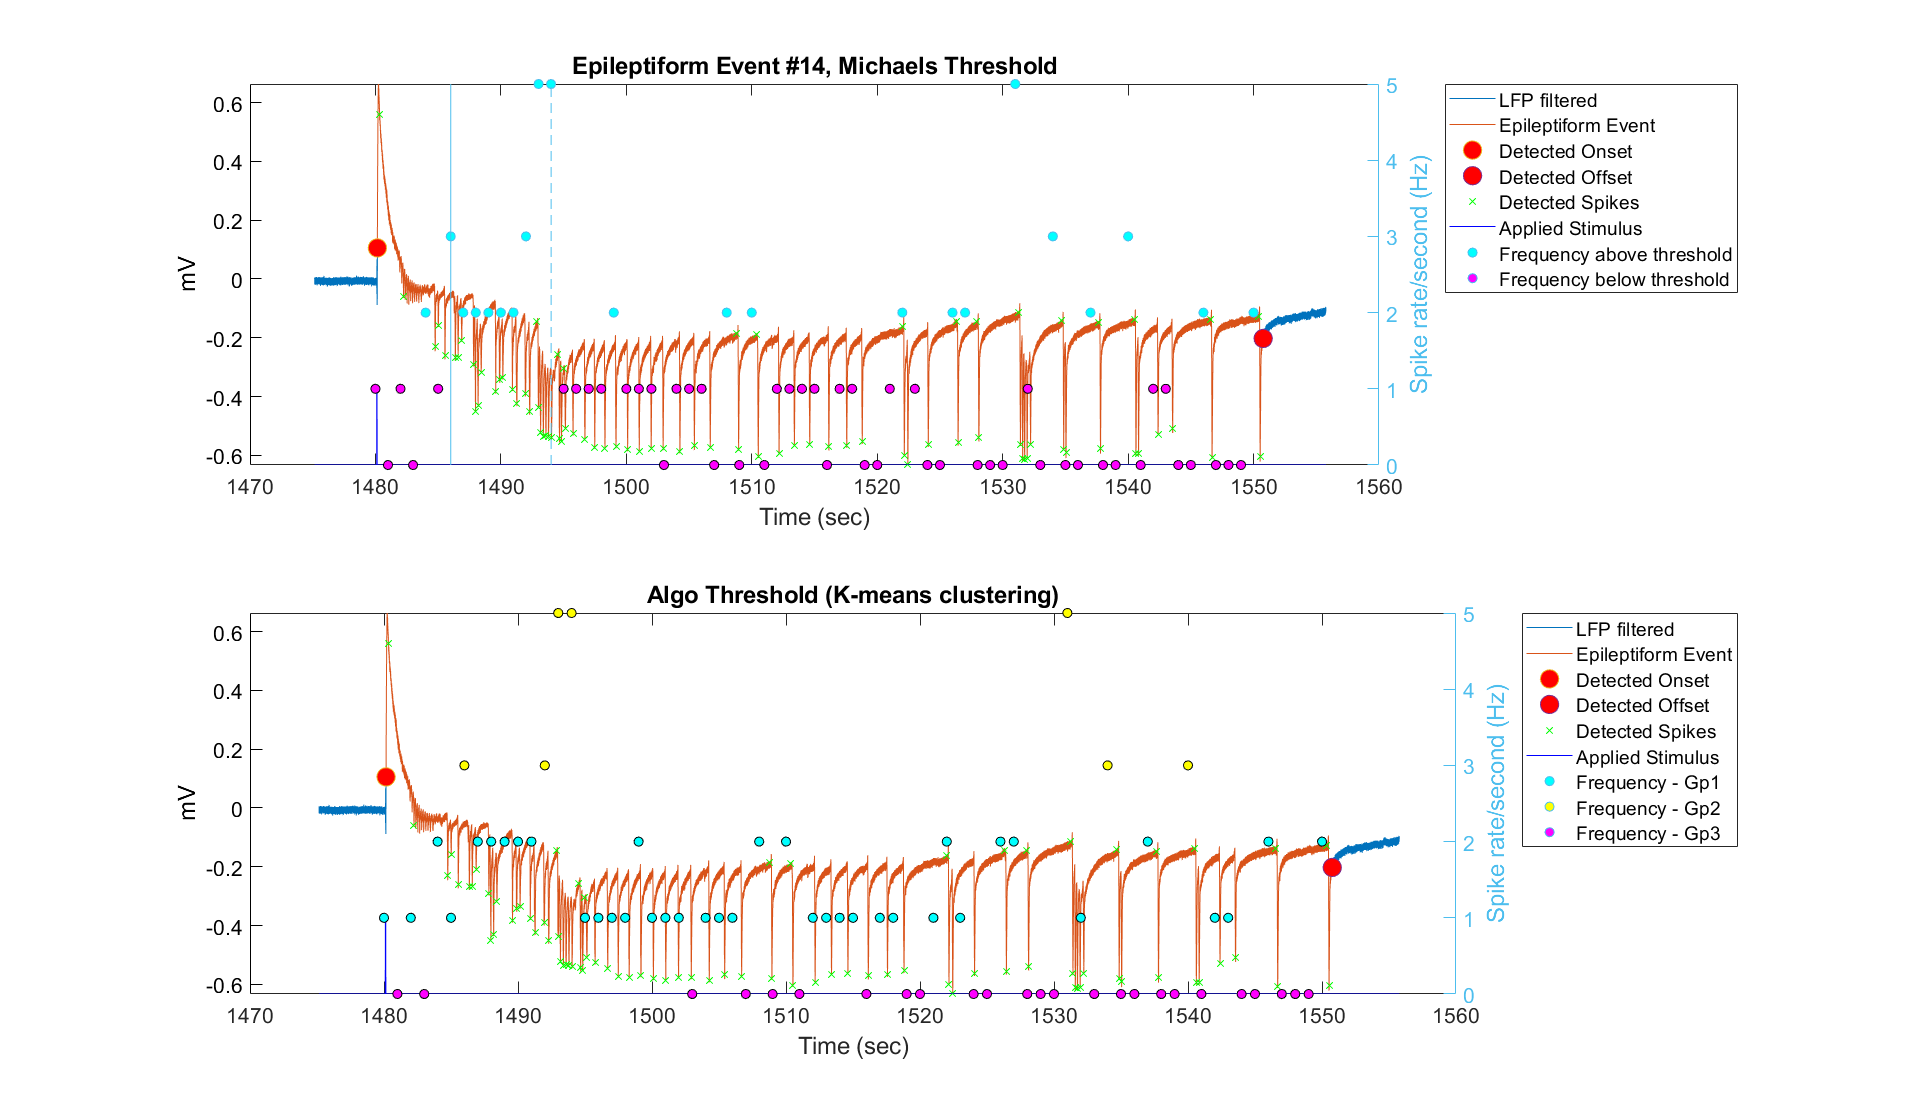 Epileptiform Event #14, Michaels Threshold
0.6
0.4
0.2
0
-0.2
-0.4
-0.6
mV
1470
1480
1490
1500
1510
1520
1530
1540
1550
1560
Time (sec)
5
4
3
2
1
0
Spike rate/second (Hz)
LFP filtered
Epileptiform Event
Detected Onset
Detected Offset
Detected Spikes
Applied Stimulus
Frequency above threshold
Frequency below threshold
Algo Threshold (K-means clustering)
0.6
0.4
0.2
0
-0.2
-0.4
-0.6
mV
1470
1480
1490
1500
1510
1520
1530
1540
1550
1560
Time (sec)
5
4
3
2
1
0
Spike rate/second (Hz)
LFP filtered
Epileptiform Event
Detected Onset
Detected Offset
Detected Spikes
Applied Stimulus
Frequency - Gp1
Frequency - Gp2
Frequency - Gp3